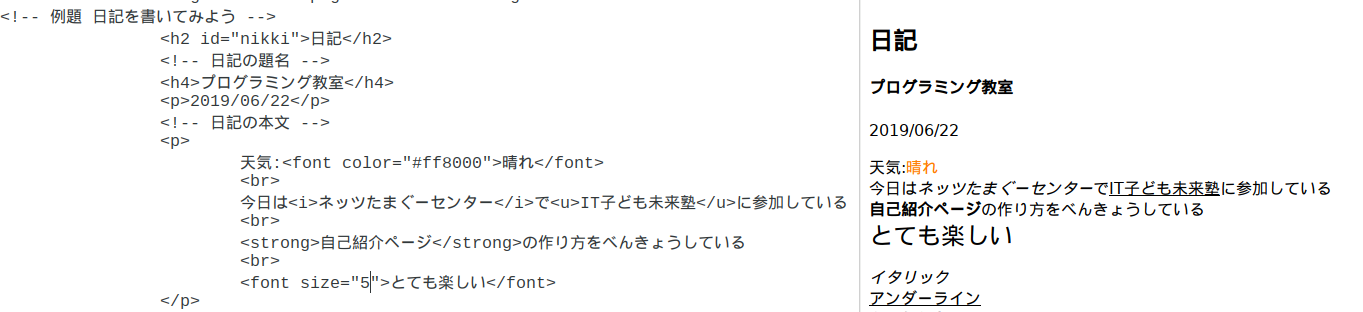 <!-- 例題 日記を書いてみよう -->
<h2 id="nikki">日記</h2>
<!-- 日記の題名 -->
<h4>プログラミング教室</h4>
<p>2019/06/22</p>
<!-- 日記の本文 -->
<p>
天気:<font color="#ff8000">晴れ</font>
<br>
今日は<i>ネッツたまぐーセンター</i>で<u>IT子ども未来塾</u>に参加している
<br>
<strong>自己紹介ページ</strong>の作り方をべんきょうしている
<br>
<font size="5">とても楽しい</font>
</p>
日記
プログラミング教室
2019/06/22
天気:晴れ
今日はネッツたまぐーセンターでIT子ども未来塾に参加している
自己紹介ページの作り方をべんきょうしている
とても楽しい
イタリック
アンダーライン